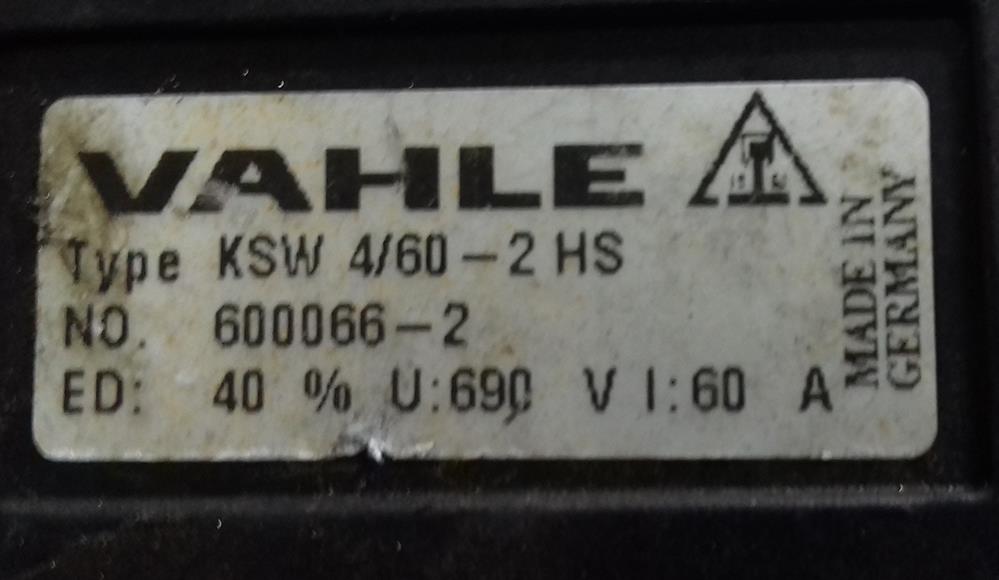 VAHLE
Type KSW 4/60-2 HS
NO. 600066-2
ED: 40 % U:690 V I:60 A
MADE IN
GERMANY